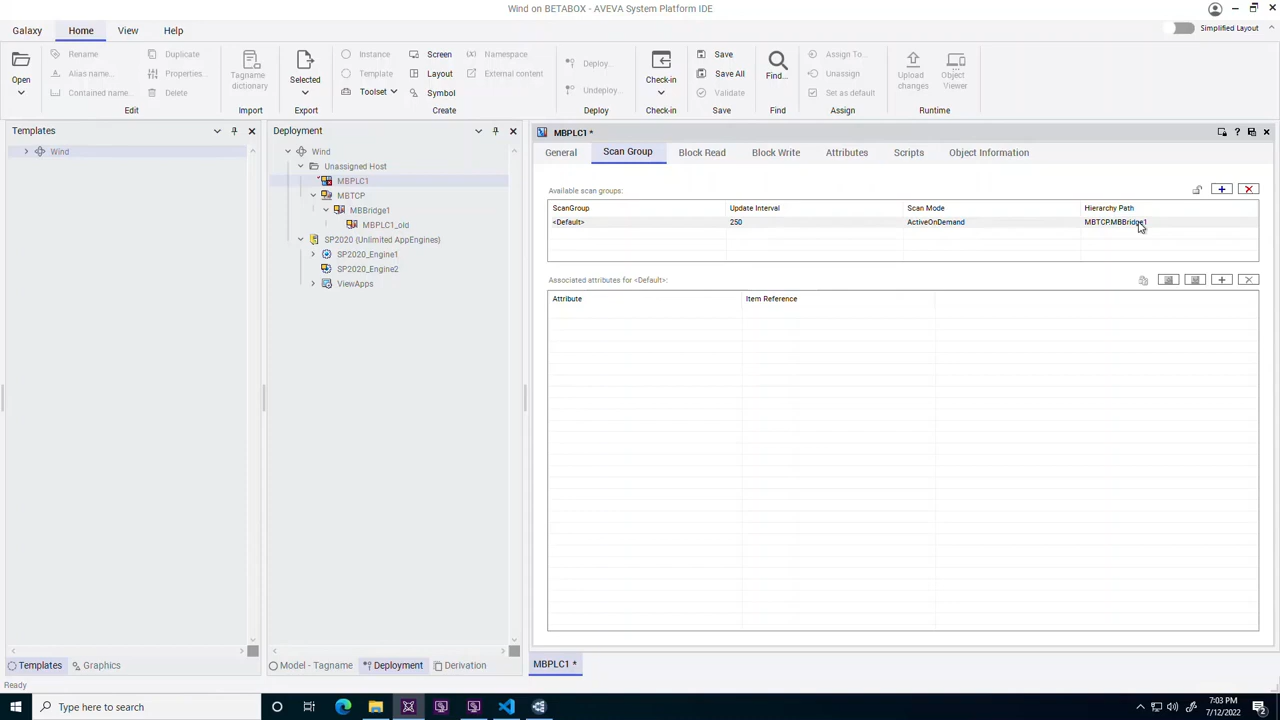 Wind on BETABOX - AVEVA System Platform IDE
Galaxy Home View Help Simplified Layout
Open
Rename Duplicate
Alias name... Properties...
Contained name... Delete
Edit
Tagname dictionary
Import
Selected
Export
Instance Screen Namespace
Template Layout External content
Toolset Symbol
Create
Deploy...
Undeploy...
Deploy
Check-in
Check-in
Save
Save All
Validate
Save
Find...
Find
Assign To...
Unassign
Set as default
Assign
Upload changes
Object Viewer
Runtime
Templates
Wind
Deployment
Wind
Unassigned Host
MBPLC1
MBTCP
MBBridge1
MBPLC1_old
SP2020 (Unlimited AppEngines)
SP2020_Engine1
SP2020_Engine2
ViewApps
MBPLC1 *
General Scan Group Block Read Block Write Attributes Scripts Object Information
Available scan groups:
ScanGroup Update Interval Scan Mode Hierarchy Path
<Default> 250 ActiveOnDemand MBTCP.MBBridge1
Associated attributes for <Default>:
Attribute Item Reference
Templates Graphics
Model - Tagname Deployment Derivation
MBPLC1 *
Ready
Type here to search
7:03 PM
7/12/2022
2